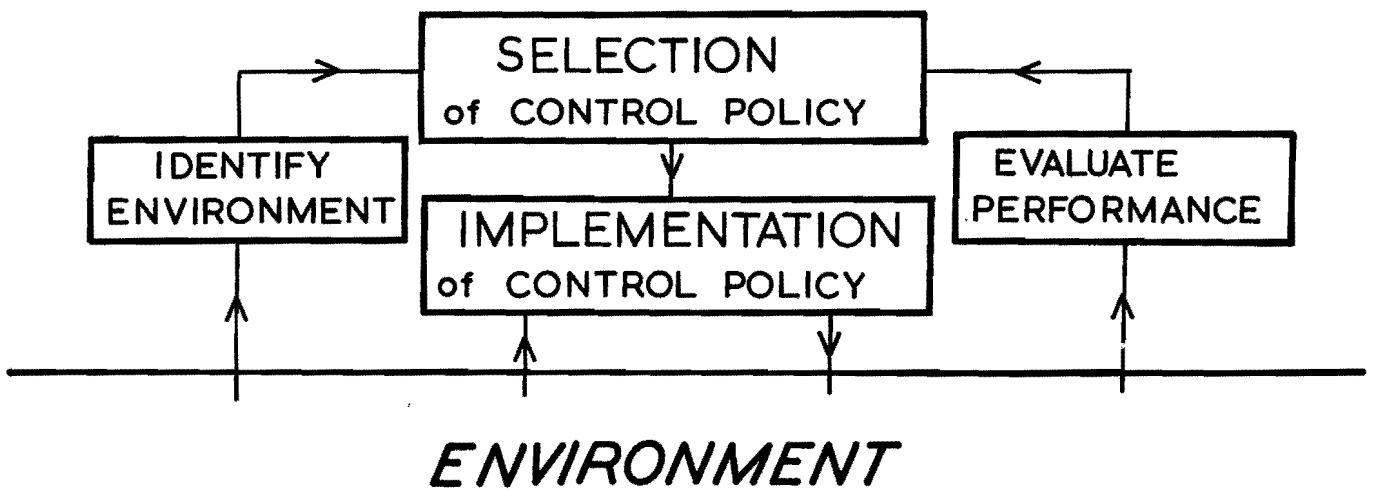 SELECTION
of CONTROL POLICY
IDENTIFY
ENVIRONMENT
EVALUATE
PERFORMANCE
IMPLEMENTATION
of CONTROL POLICY
ENVIRONMENT